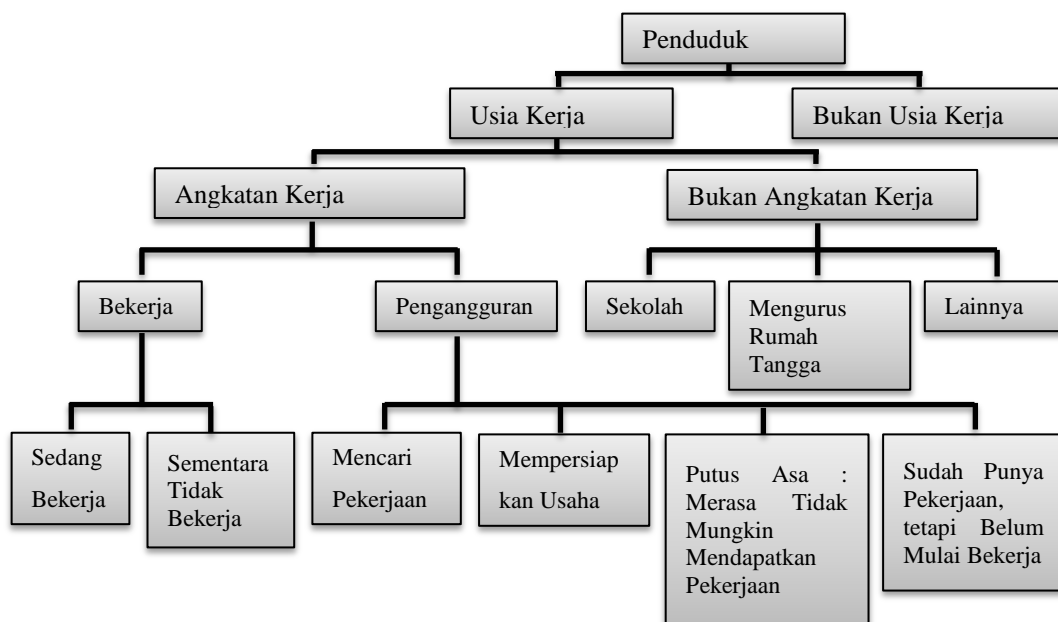 Penduduk
Usia Kerja
Bukan Usia Kerja
Angkatan Kerja
Bukan Angkatan Kerja
Bekerja
Pengangguran
Sekolah
Mengurus
Rumah
Tangga
Lainnya
Sedang
Bekerja
Sementara
Tidak
Bekerja
Mencari
Pekerjaan
Mempersiap
kan Usaha
Putus Asa :
Merasa Tidak
Mungkin
Mendapatkan
Pekerjaan
Sudah Punya
Pekerjaan,
tetapi Belum
Mulai Bekerja